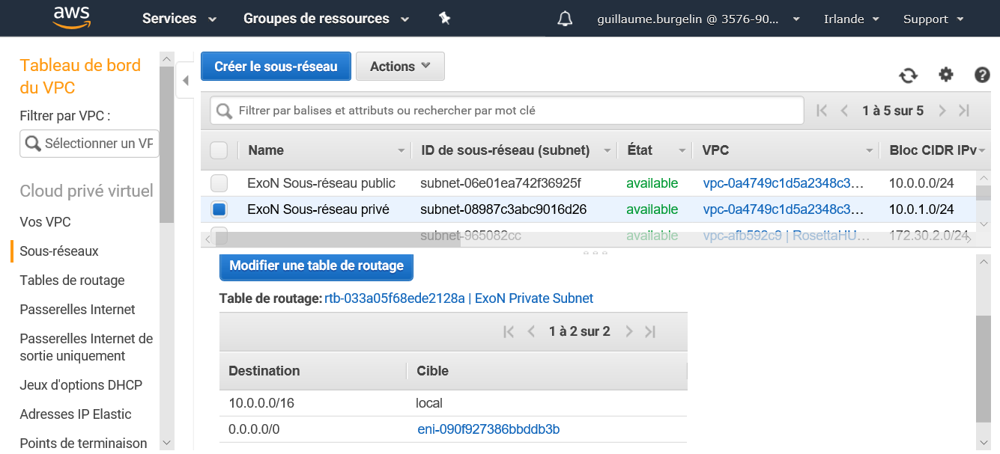 aws Services Groupes de ressources guillaume.burgelin @ 3576-90... Irlande Support
Tableau de bord
du VPC
Filtrer par VPC :
Sélectionner un VF
Cloud privé virtuel
Vos VPC
Sous-réseaux
Tables de routage
Passerelles Internet
Passerelles Internet de
sortie uniquement
Jeux d'options DHCP
Adresses IP Elastic
Points de terminaison
Créer le sous-réseau Actions
Filtrer par balises et attributs ou rechercher par mot clé 1 à 5 sur 5
Name ID de sous-réseau (subnet) État VPC Bloc CIDR IPv
ExoN Sous-réseau public subnet-06e01ea742f36925f available vpc-0a4749c1d5a2348c3... 10.0.0.0/24
ExoN Sous-réseau privé subnet-08987c3abc9016d26 available vpc-0a4749c1d5a2348c3... 10.0.1.0/24
subnet-965082cc available vpc-afb592c9 | RosettaHU... 172.30.2.0/24
Modifier une table de routage
Table de routage: rtb-033a05f68ede2128a | ExoN Private Subnet
1 à 2 sur 2
Destination Cible
10.0.0.0/16 local
0.0.0.0/0 eni-090f927386bbddb3b